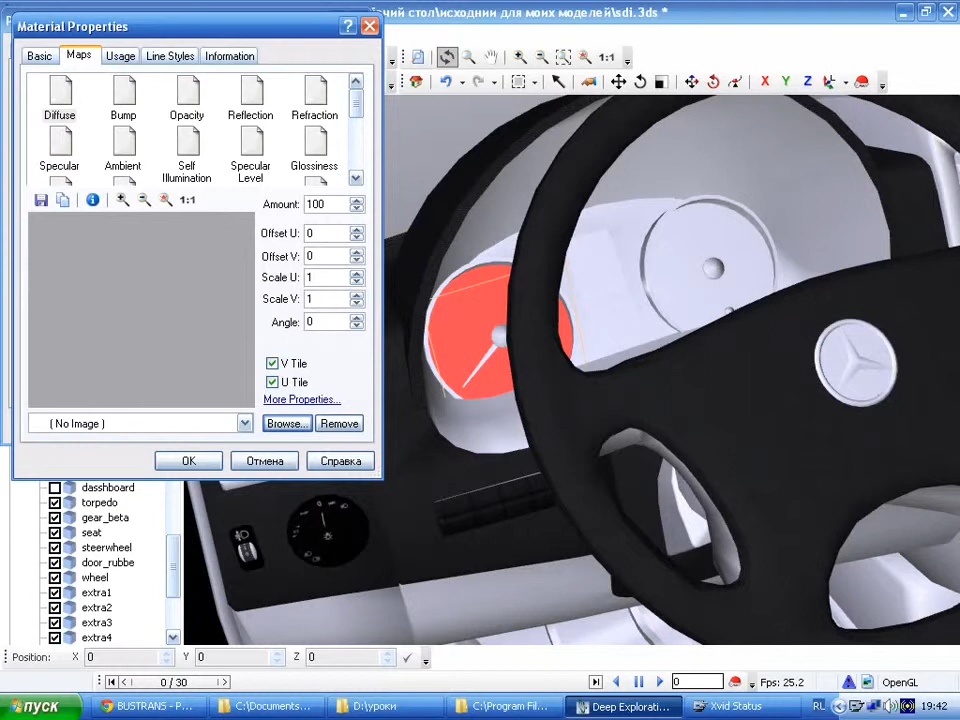 чий стол\исходнии для моих моделей\sdi.3ds *
Material Properties
Basic
Maps
Usage
Line Styles
Information
1:1
Diffuse
Bump
Opacity
Reflection
Refraction
X
Y
Z
Specular
Ambient
Self
Illumination
Specular
Level
Glossiness
1:1
Amount: 100
Offset U: 0
Offset V: 0
Scale U: 1
Scale V: 1
Angle: 0
V Tile
U Tile
More Properties...
( No Image )
Browse...
Remove
OK
Отмена
Справка
dashboard
torpedo
gear_beta
seat
steerwheel
door_rubbe
wheel
extra1
extra2
extra3
extra4
Position: X 0 Y 0 Z 0
0 / 30
0
Fps: 25.2
OpenGL
пуск
BUSTRANS - P...
C:\Documents...
D:\уроки
C:\Program Fil...
Deep Explorati...
Xvid Status
RU
19:42